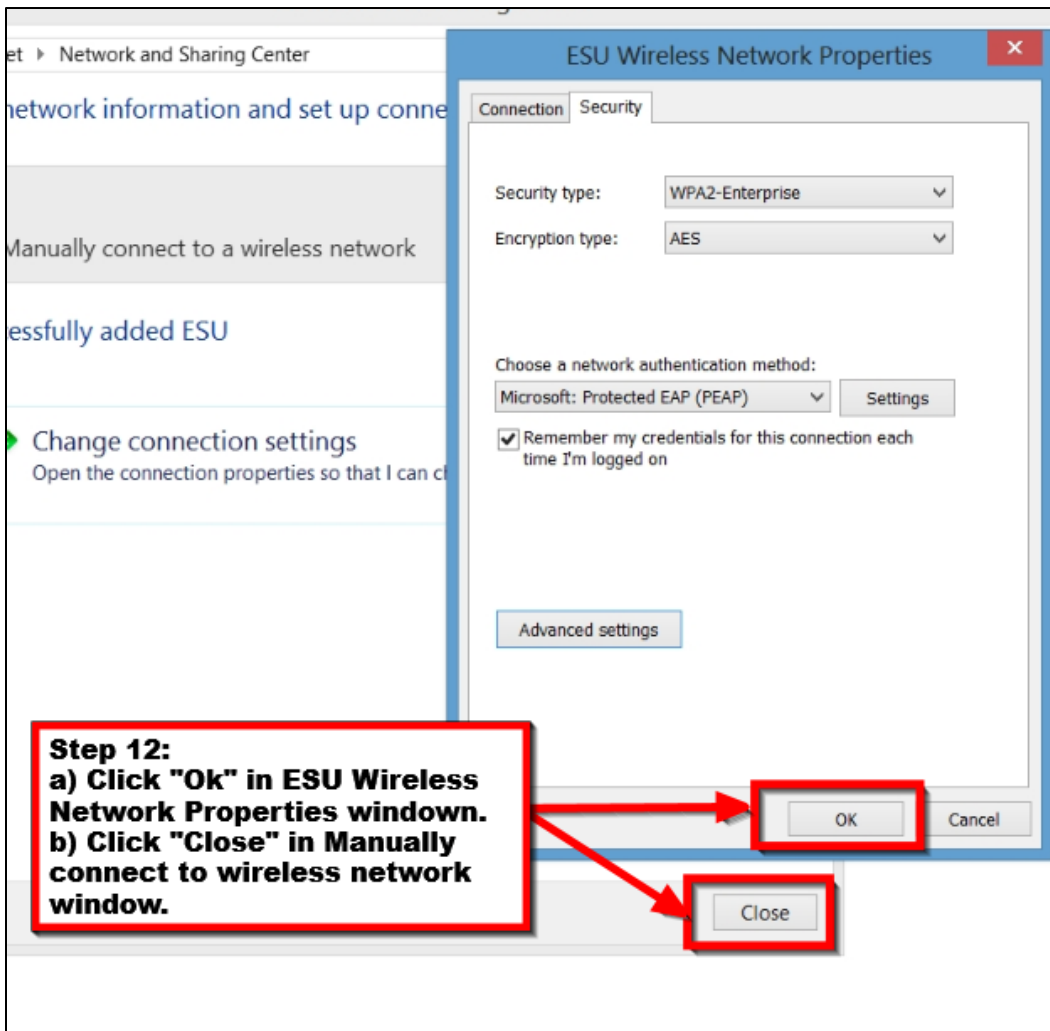 et ▸ Network and Sharing Center
ESU Wireless Network Properties
network information and set up conne
Connection
Security
Security type:
WPA2-Enterprise
Encryption type:
AES
Manually connect to a wireless network
essfully added ESU
Choose a network authentication method:
Microsoft: Protected EAP (PEAP)
Settings
Remember my credentials for this connection each
time I'm logged on
Change connection settings
Open the connection properties so that I can ch
Advanced settings
Step 12:
a) Click "Ok" in ESU Wireless
Network Properties windown.
b) Click "Close" in Manually
connect to wireless network
window.
OK
Cancel
Close